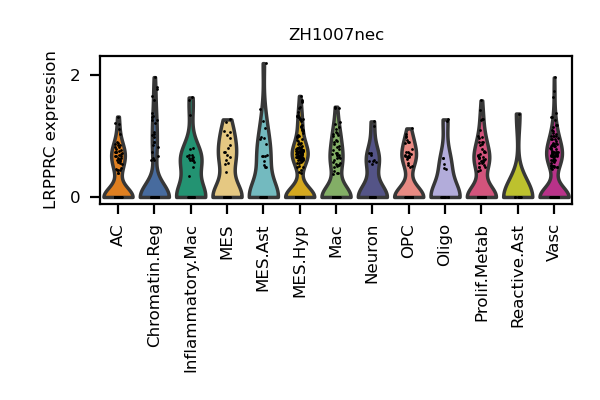 ZH1007nec
LRPPRC expression
2
0
AC
Chromatin.Reg
Inflammatory.Mac
MES
MES.Ast
MES.Hyp
Mac
Neuron
OPC
Oligo
Prolif.Metab
Reactive.Ast
Vasc